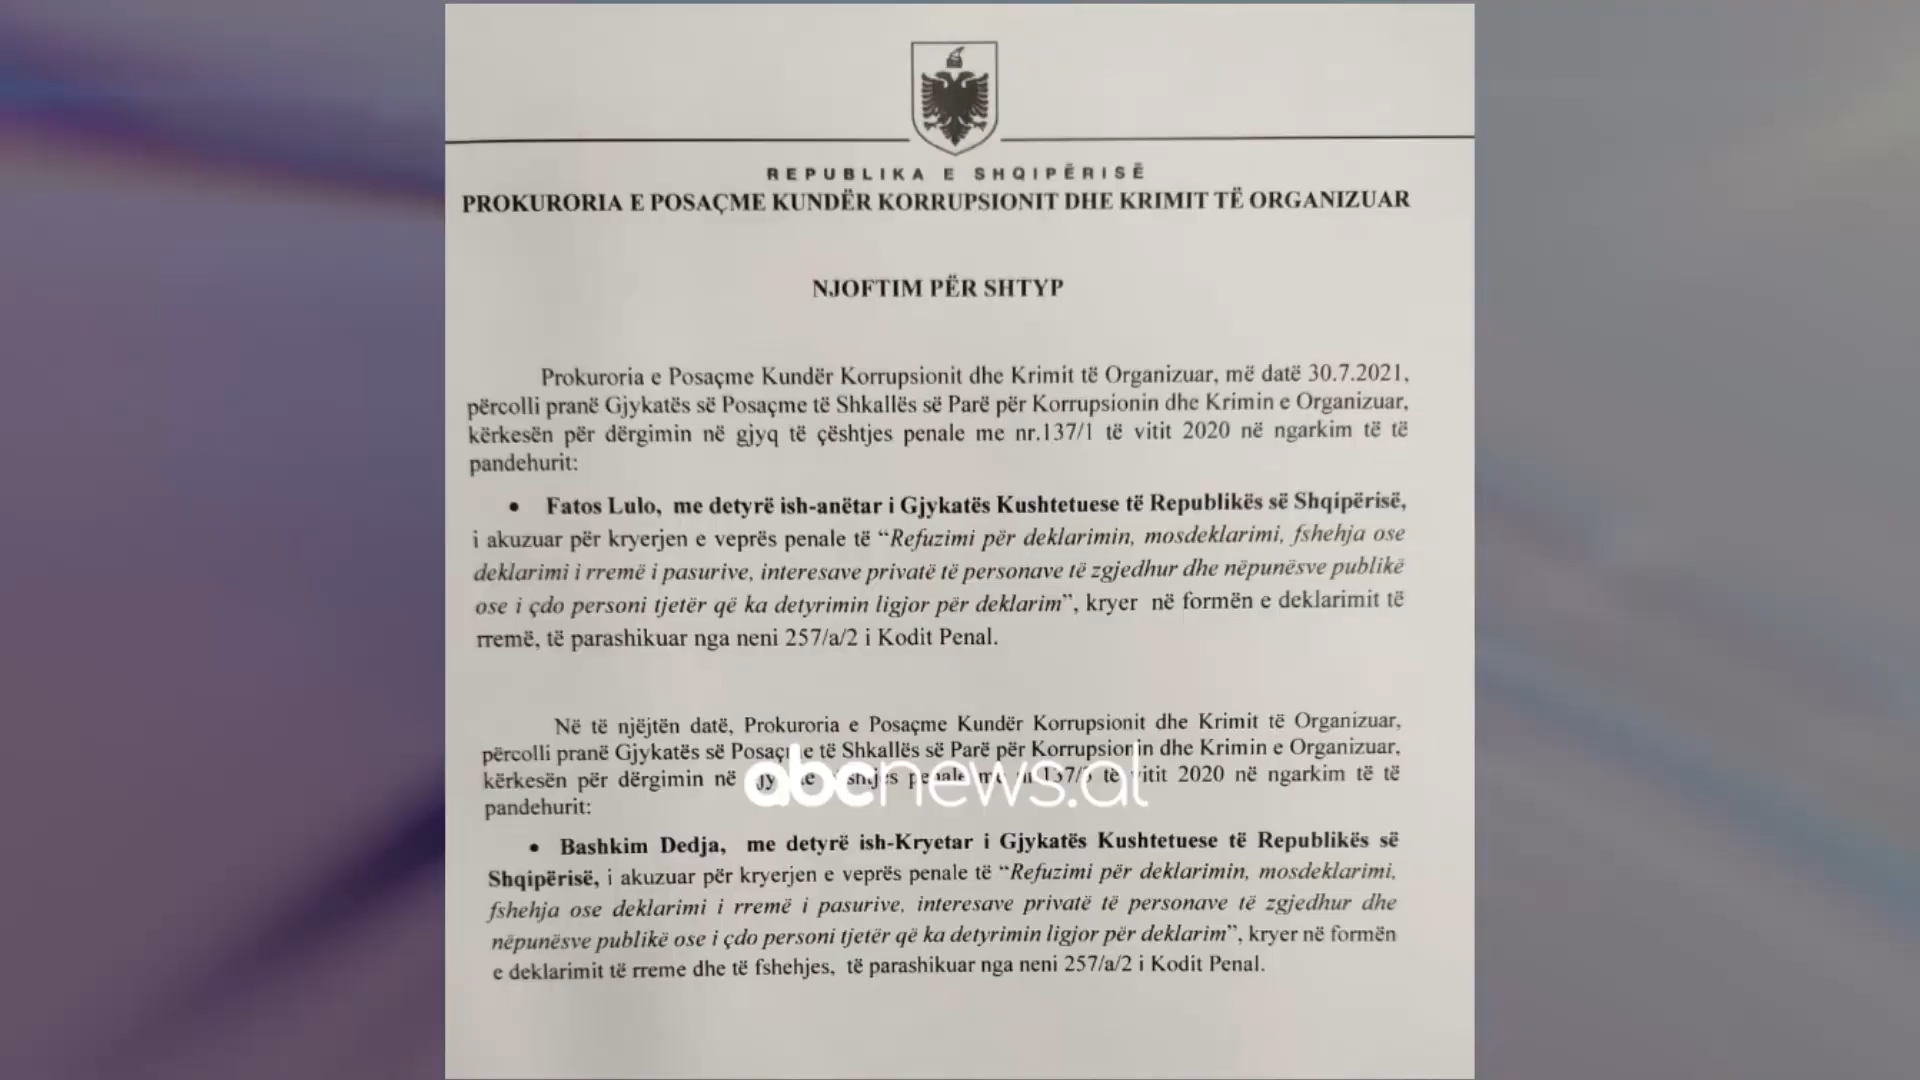 REPUBLIKA E SHQIPËRISË
PROKURORIA E POSAÇME KUNDËR KORRUPSIONIT DHE KRIMIT TË ORGANIZUAR
NJOFTIM PËR SHTYP
Prokuroria e Posaçme Kundër Korrupsionit dhe Krimit të Organizuar, më datë 30.7.2021,
përcolli pranë Gjykatës së Posaçme të Shkallës së Parë për Korrupsionin dhe Krimin e Organizuar,
kërkesën për dërgimin në gjyq të çështjes penale me nr.137/1 të vitit 2020 në ngarkim të të
pandehurit:
• Fatos Lulo, me detyrë ish-anëtar i Gjykatës Kushtetuese të Republikës së Shqipërisë,
i akuzuar për kryerjen e veprës penale të “Refuzimi për deklarimin, mosdeklarimi, fshehja ose
deklarimi i rremë i pasurive, interesave privatë të personave të zgjedhur dhe nëpunësve publikë
ose i çdo personi tjetër që ka detyrimin ligjor për deklarim”, kryer në formën e deklarimit të
rremë, të parashikuar nga neni 257/a/2 i Kodit Penal.
Në të njëjtën datë, Prokuroria e Posaçme Kundër Korrupsionit dhe Krimit të Organizuar,
përcolli pranë Gjykatës së Posaçme të Shkallës së Parë për Korrupsionin dhe Krimin e Organizuar,
kërkesën për dërgimin në penale vitit 2020 në ngarkim të të
abcnews.al
pandehurit:
• Bashkim Dedja, me detyrë ish-Kryetar i Gjykatës Kushtetuese të Republikës së
Shqipërisë, i akuzuar për kryerjen e veprës penale të “Refuzimi për deklarimin, mosdeklarimi,
fshehja ose deklarimi i rremë i pasurive, interesave privatë të personave të zgjedhur dhe
nëpunësve publikë ose i çdo personi tjetër që ka detyrimin ligjor për deklarim”, kryer në formën
e deklarimit të rreme dhe të fshehjes, të parashikuar nga neni 257/a/2 i Kodit Penal.